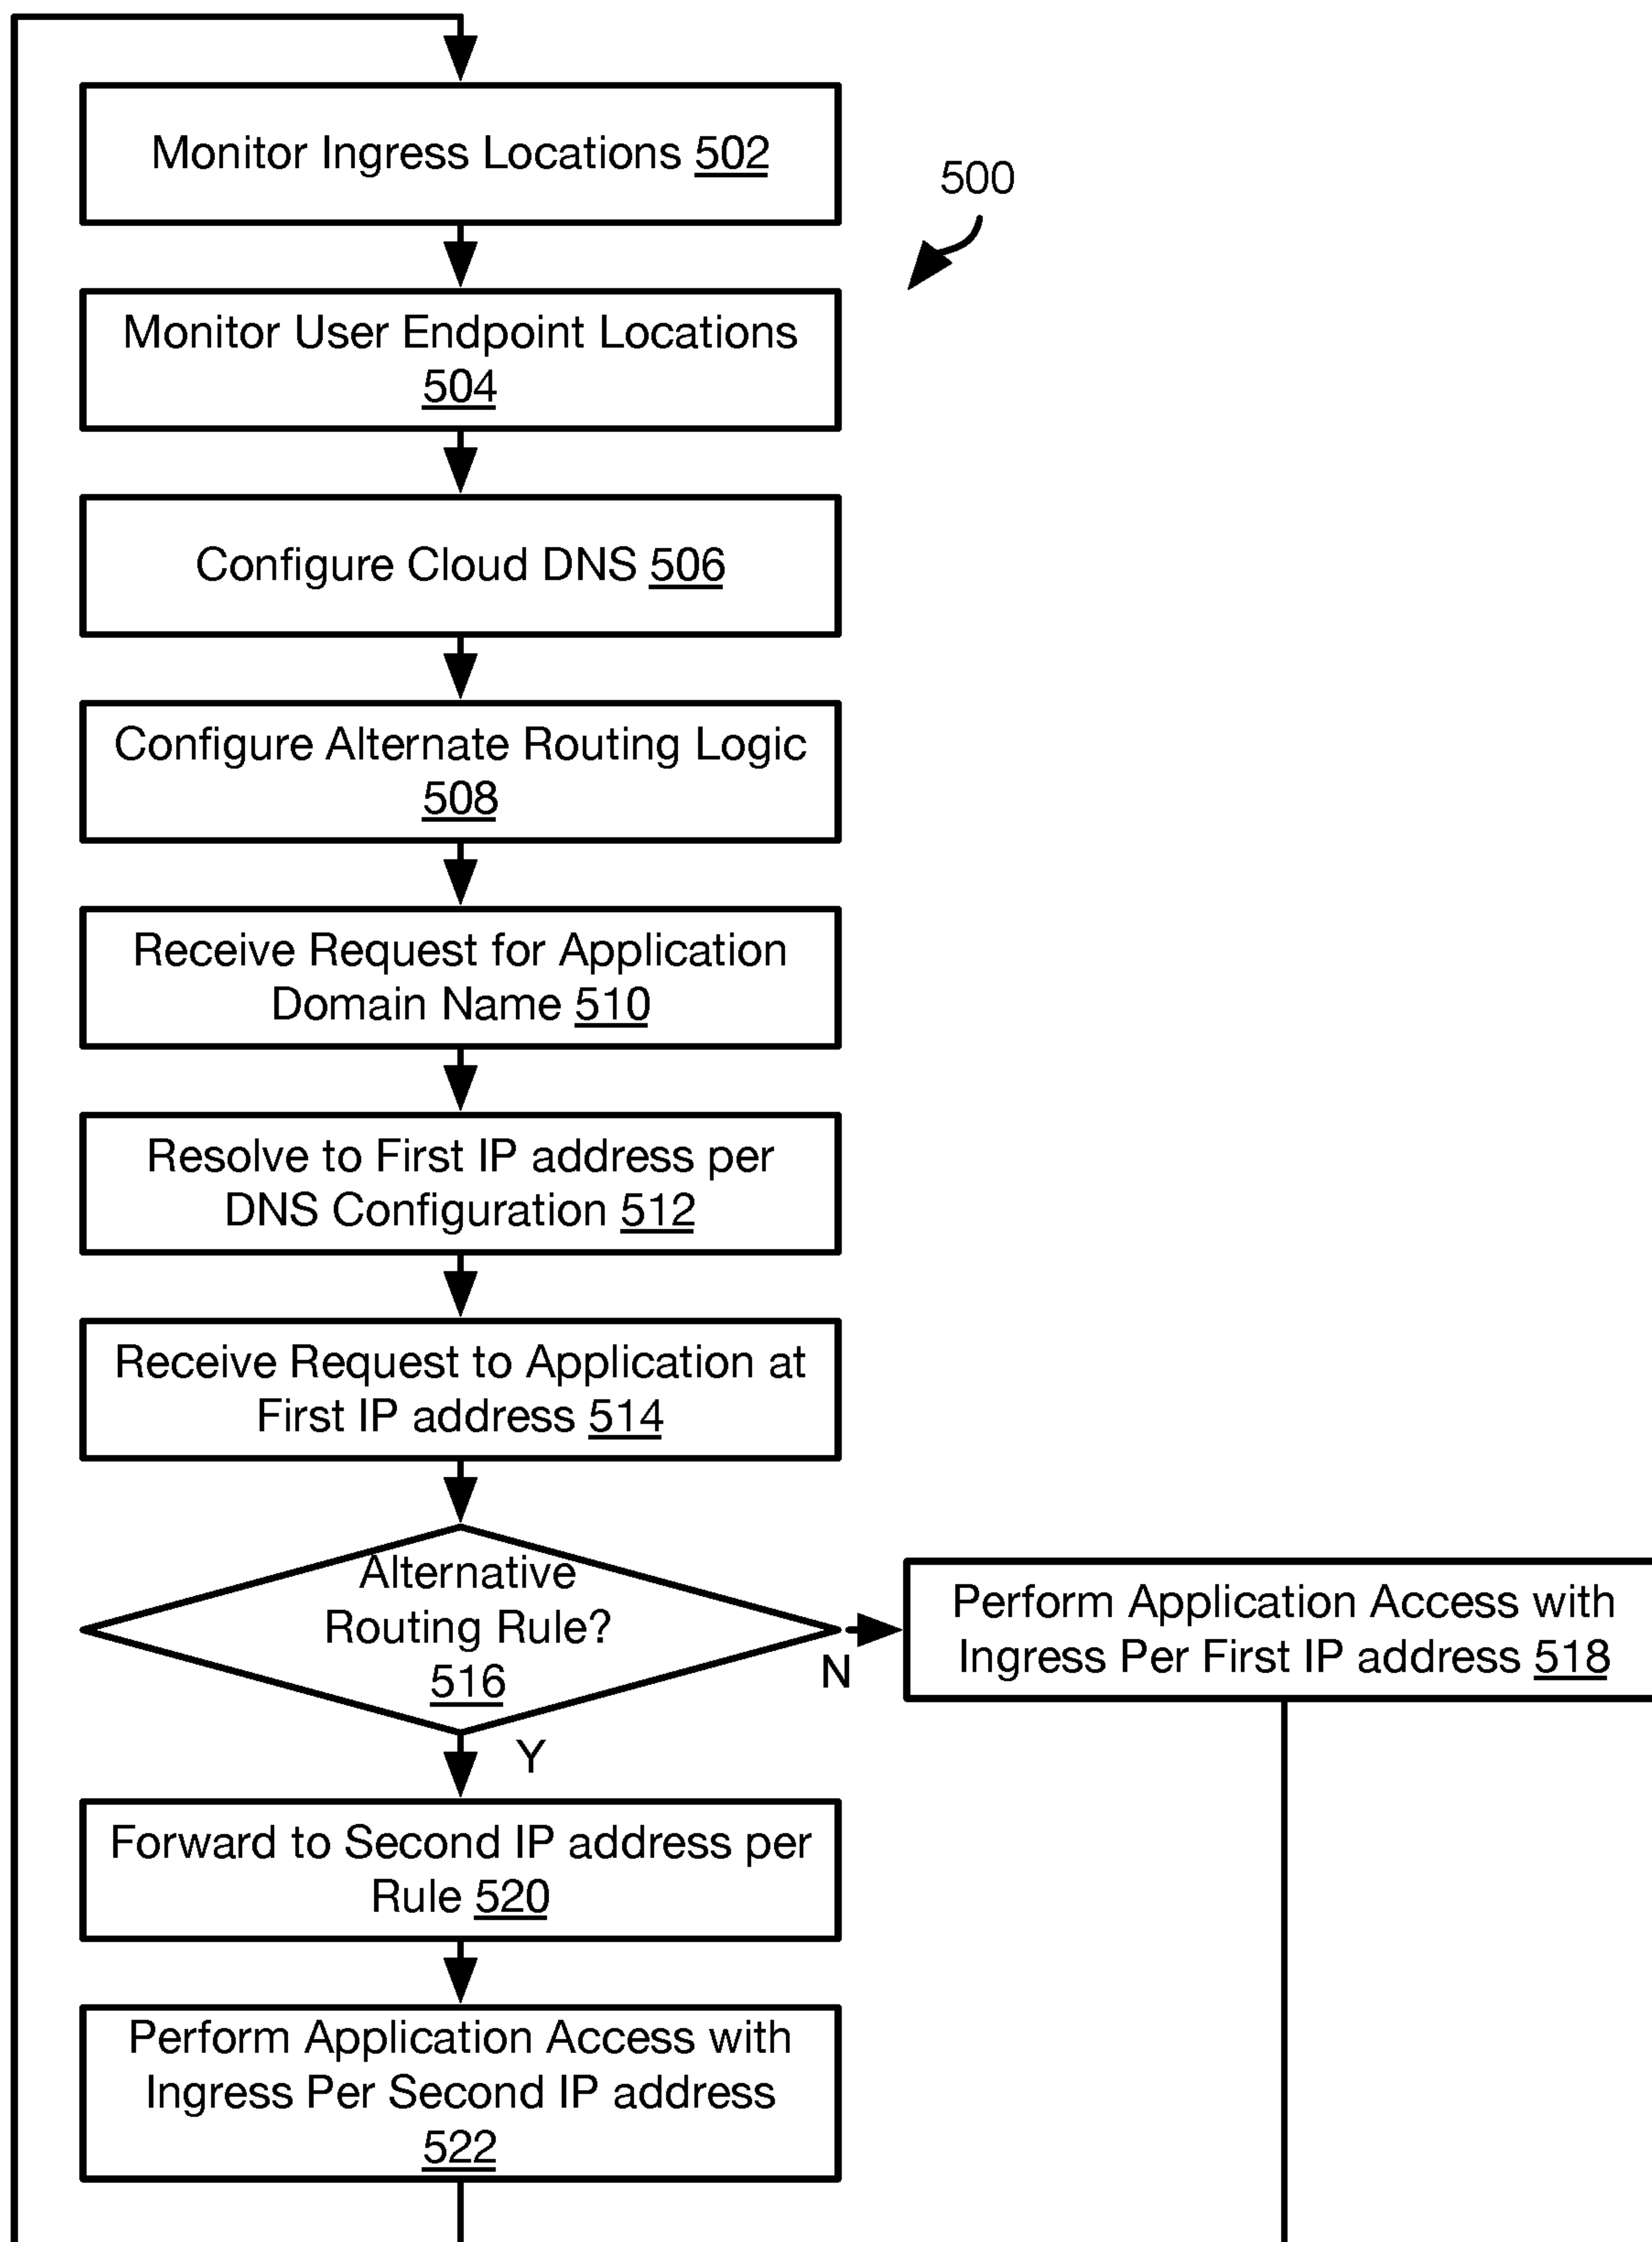 Monitor Ingress Locations 502
500
Monitor User Endpoint Locations
504
Configure Cloud DNS 506
Configure Alternate Routing Logic
508
Receive Request for Application
Domain Name 510
Resolve to First IP address per
DNS Configuration 512
Receive Request to Application at
First IP address 514
Alternative
Routing Rule?
516
N
Perform Application Access with
Ingress Per First IP address 518
Y
Forward to Second IP address per
Rule 520
Perform Application Access with
Ingress Per Second IP address
522